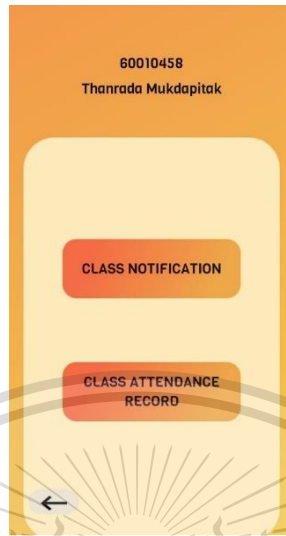 60010458
Thanrada Mukdapitak
CLASS NOTIFICATION
CLASS ATTENDANCE
RECORD